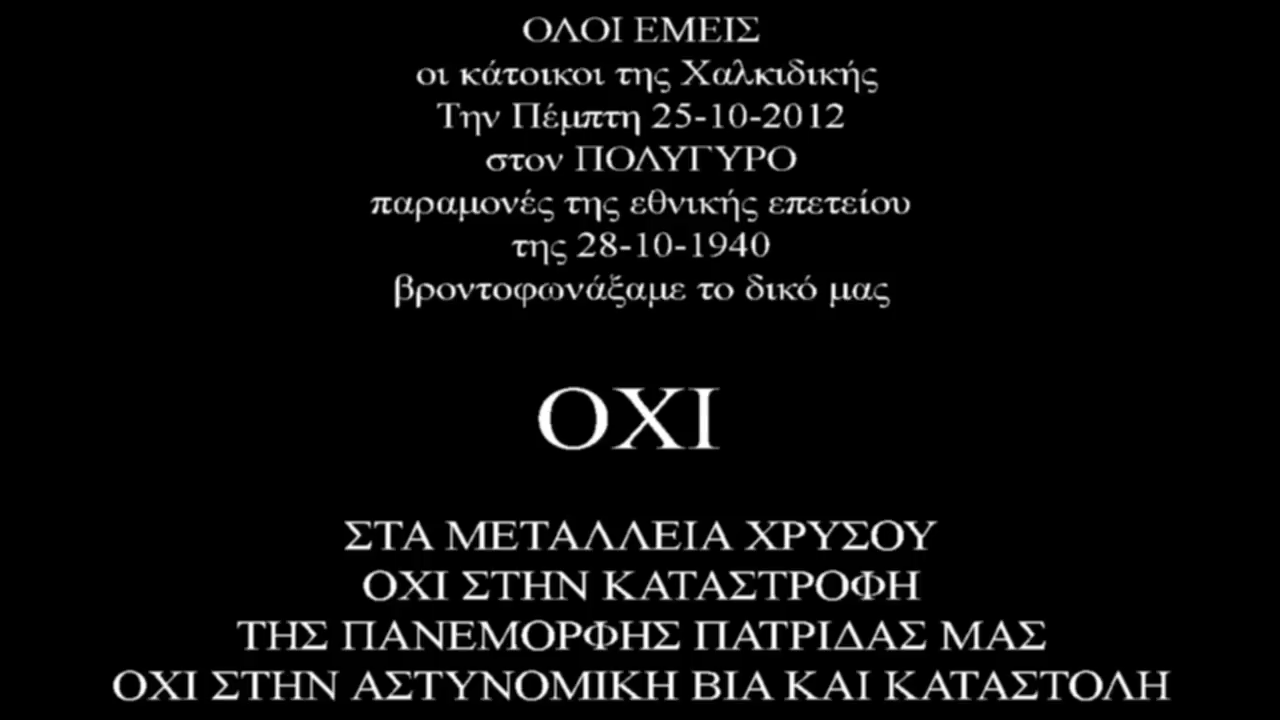 ΟΛΟΙ ΕΜΕΙΣ
οι κάτοικοι της Χαλκιδικής
Την Πέμπτη 25-10-2012
στον ΠΟΛΥΓΥΡΟ
παραμονές της εθνικής επετείου
της 28-10-1940
βροντοφωνάξαμε το δικό μας
ΟΧΙ
ΣΤΑ ΜΕΤΑΛΛΕΙΑ ΧΡΥΣΟΥ
ΟΧΙ ΣΤΗΝ ΚΑΤΑΣΤΡΟΦΗ
ΤΗΣ ΠΑΝΕΜΟΡΦΗΣ ΠΑΤΡΙΔΑΣ ΜΑΣ
ΟΧΙ ΣΤΗΝ ΑΣΤΥΝΟΜΙΚΗ ΒΙΑ ΚΑΙ ΚΑΤΑΣΤΟΛΗ